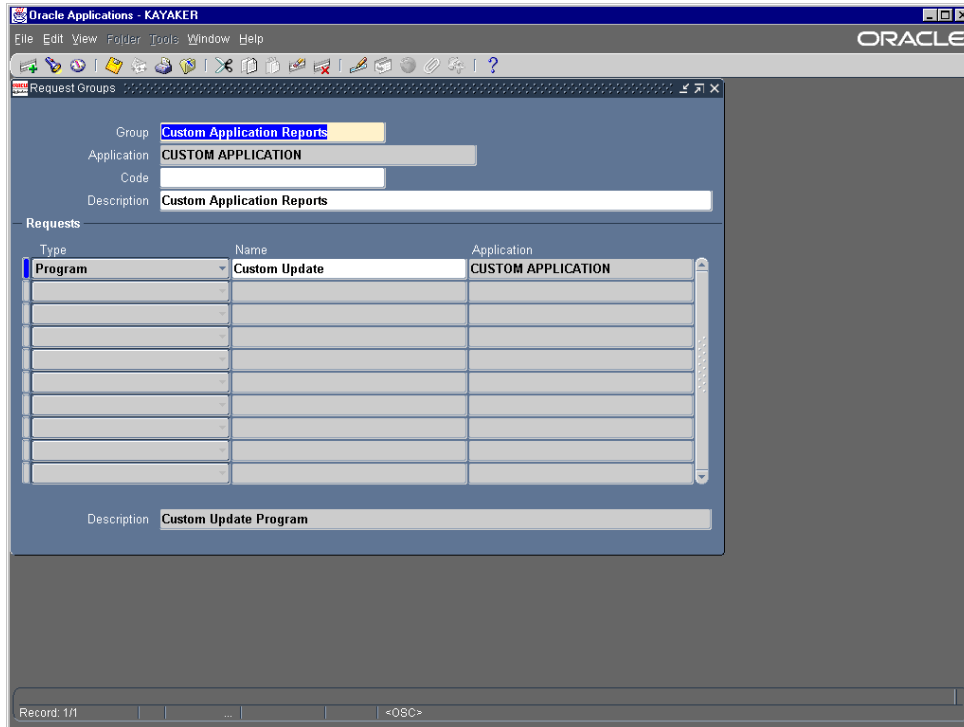 Oracle Applications - KAYAKER
File Edit View Folder Tools Window Help
ORACLE
?
Request Groups
Group Custom Application Reports
Application CUSTOM APPLICATION
Code
Description Custom Application Reports
Requests
Type Name Application
Program Custom Update CUSTOM APPLICATION
Description Custom Update Program
Record: 1/1 ... <OSC>